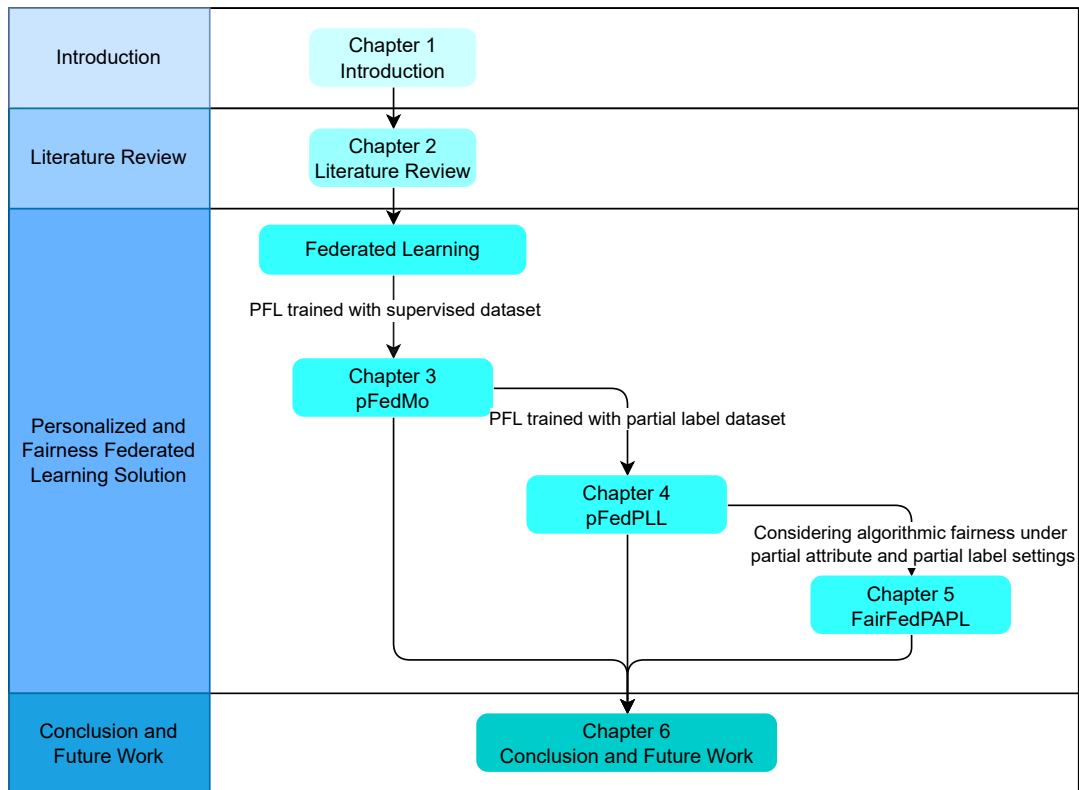 Introduction
Chapter 1
Introduction
Literature Review
Chapter 2
Literature Review
Personalized and
Fairness Federated
Learning Solution
Federated Learning
PFL trained with supervised dataset
Chapter 3
pFedMo
PFL trained with partial label dataset
Chapter 4
pFedPLL
Considering algorithmic fairness under
partial attribute and partial label settings
Chapter 5
FairFedPAPL
Conclusion and
Future Work
Chapter 6
Conclusion and Future Work